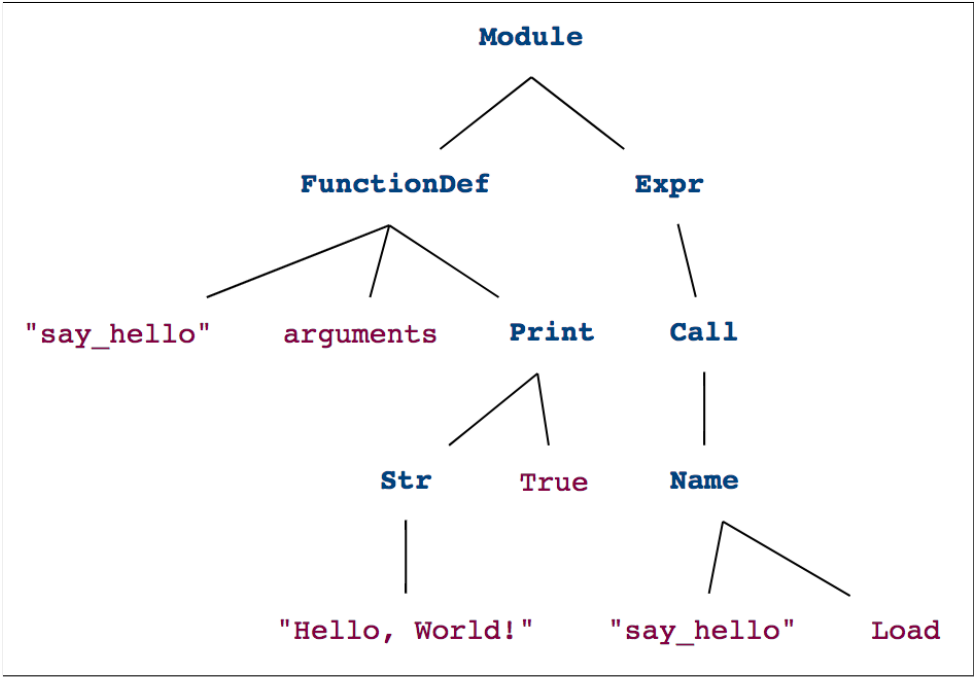 Module
FunctionDef Expr
"say_hello" arguments Print Call
Str True Name
"Hello, World!" "say_hello" Load